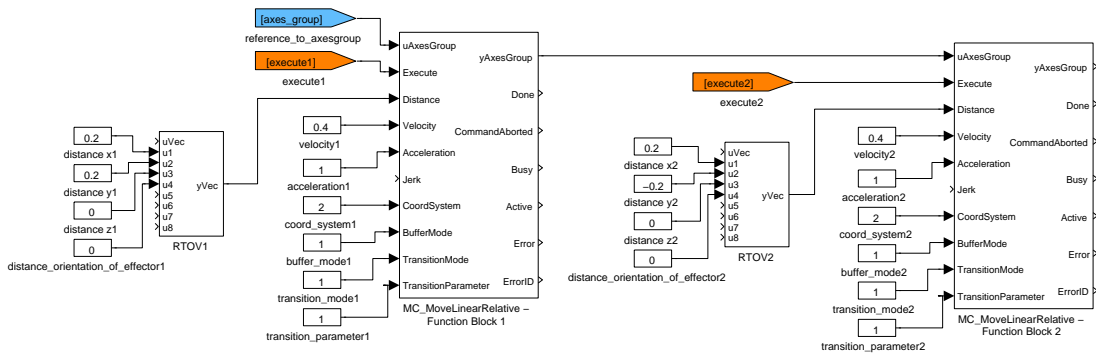 [axes_group]
reference_to_axesgroup
[execute1]
execute1
0.2
distance x1
0.2
distance y1
0
distance z1
0
distance_orientation_of_effector1
uVec
u1
u2
u3
u4
u5
u6
u7
u8
yVec
RTOV1
0.4
velocity1
1
acceleration1
2
coord_system1
1
buffer_mode1
1
transition_mode1
1
transition_parameter1
uAxesGroup
Execute
Distance
Velocity
Acceleration
Jerk
CoordSystem
BufferMode
TransitionMode
TransitionParameter
yAxesGroup
Done
CommandAborted
Busy
Active
Error
ErrorID
MC_MoveLinearRelative −
Function Block 1
[execute2]
execute2
0.2
distance x2
−0.2
distance y2
0
distance z2
0
distance_orientation_of_effector2
uVec
u1
u2
u3
u4
u5
u6
u7
u8
yVec
RTOV2
0.4
velocity2
1
acceleration2
2
coord_system2
1
buffer_mode2
1
transition_mode2
1
transition_parameter2
uAxesGroup
Execute
Distance
Velocity
Acceleration
Jerk
CoordSystem
BufferMode
TransitionMode
TransitionParameter
yAxesGroup
Done
CommandAborted
Busy
Active
Error
ErrorID
MC_MoveLinearRelative −
Function Block 2